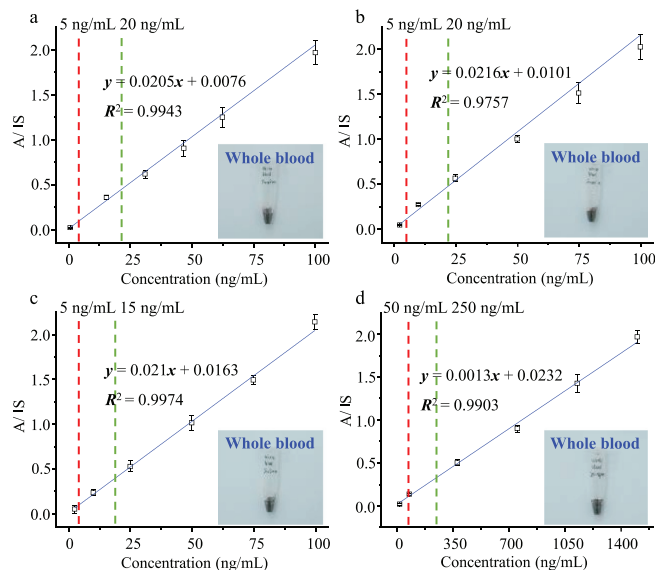 a
5 ng/mL 20 ng/mL
y = 0.0205x + 0.0076
R² = 0.9943
Whole blood
A/ IS
2.0
1.5
1.0
0.5
0.0
0 25 50 75 100
Concentration (ng/mL)
b
5 ng/mL 20 ng/mL
y = 0.0216x + 0.0101
R² = 0.9757
Whole blood
A/ IS
2.0
1.5
1.0
0.5
0.0
0 25 50 75 100
Concentration (ng/mL)
c
5 ng/mL 15 ng/mL
y = 0.021x + 0.0163
R² = 0.9974
Whole blood
A/ IS
2.0
1.5
1.0
0.5
0.0
0 25 50 75 100
Concentration (ng/mL)
d
50 ng/mL 250 ng/mL
y = 0.0013x + 0.0232
R² = 0.9903
Whole blood
A/ IS
2.0
1.5
1.0
0.5
0.0
0 350 700 1050 1400
Concentration (ng/mL)